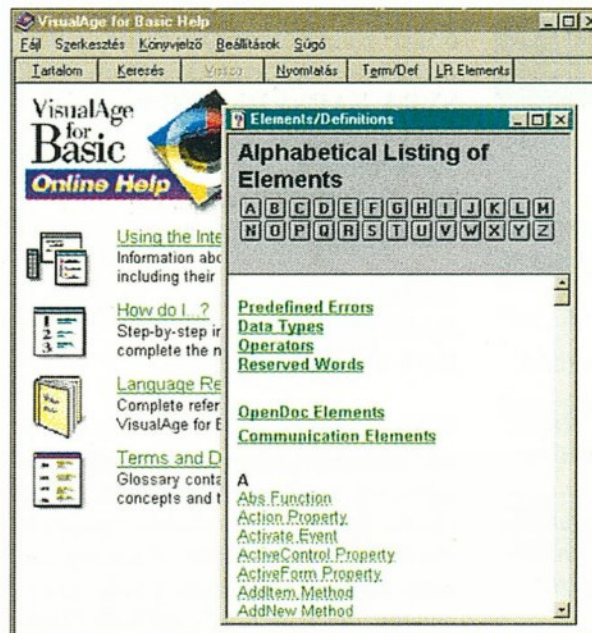 VisualAge for Basic Help
Fájl Szerkesztés Könyvjelző Beállítások Súgó
Tartalom Keresés Vissza Nyomtatás Term/Def LR Elements
VisualAge
for
Basic
Online Help
Using the Inte
Information abo
including their
How do I...?
Step-by-step in
complete the n
Language Re
Complete refer
VisualAge for B
Terms and D
Glossary conta
concepts and t
Elements/Definitions
Alphabetical Listing of
Elements
A B C D E F G H I J K L M
N O P Q R S T U V W X Y Z
Predefined Errors
Data Types
Operators
Reserved Words
OpenDoc Elements
Communication Elements
A
Abs Function
Action Property
Activate Event
ActiveControl Property
ActiveForm Property
AddItem Method
AddNew Method